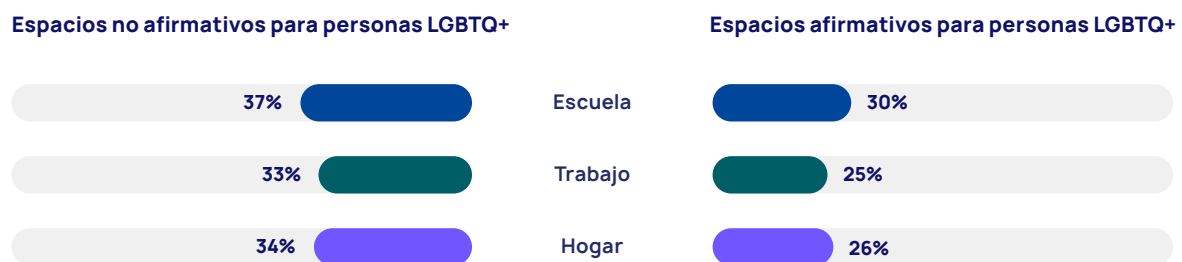 Espacios no afirmativos para personas LGBTQ+
Espacios afirmativos para personas LGBTQ+
37% Escuela 30%
33% Trabajo 25%
34% Hogar 26%